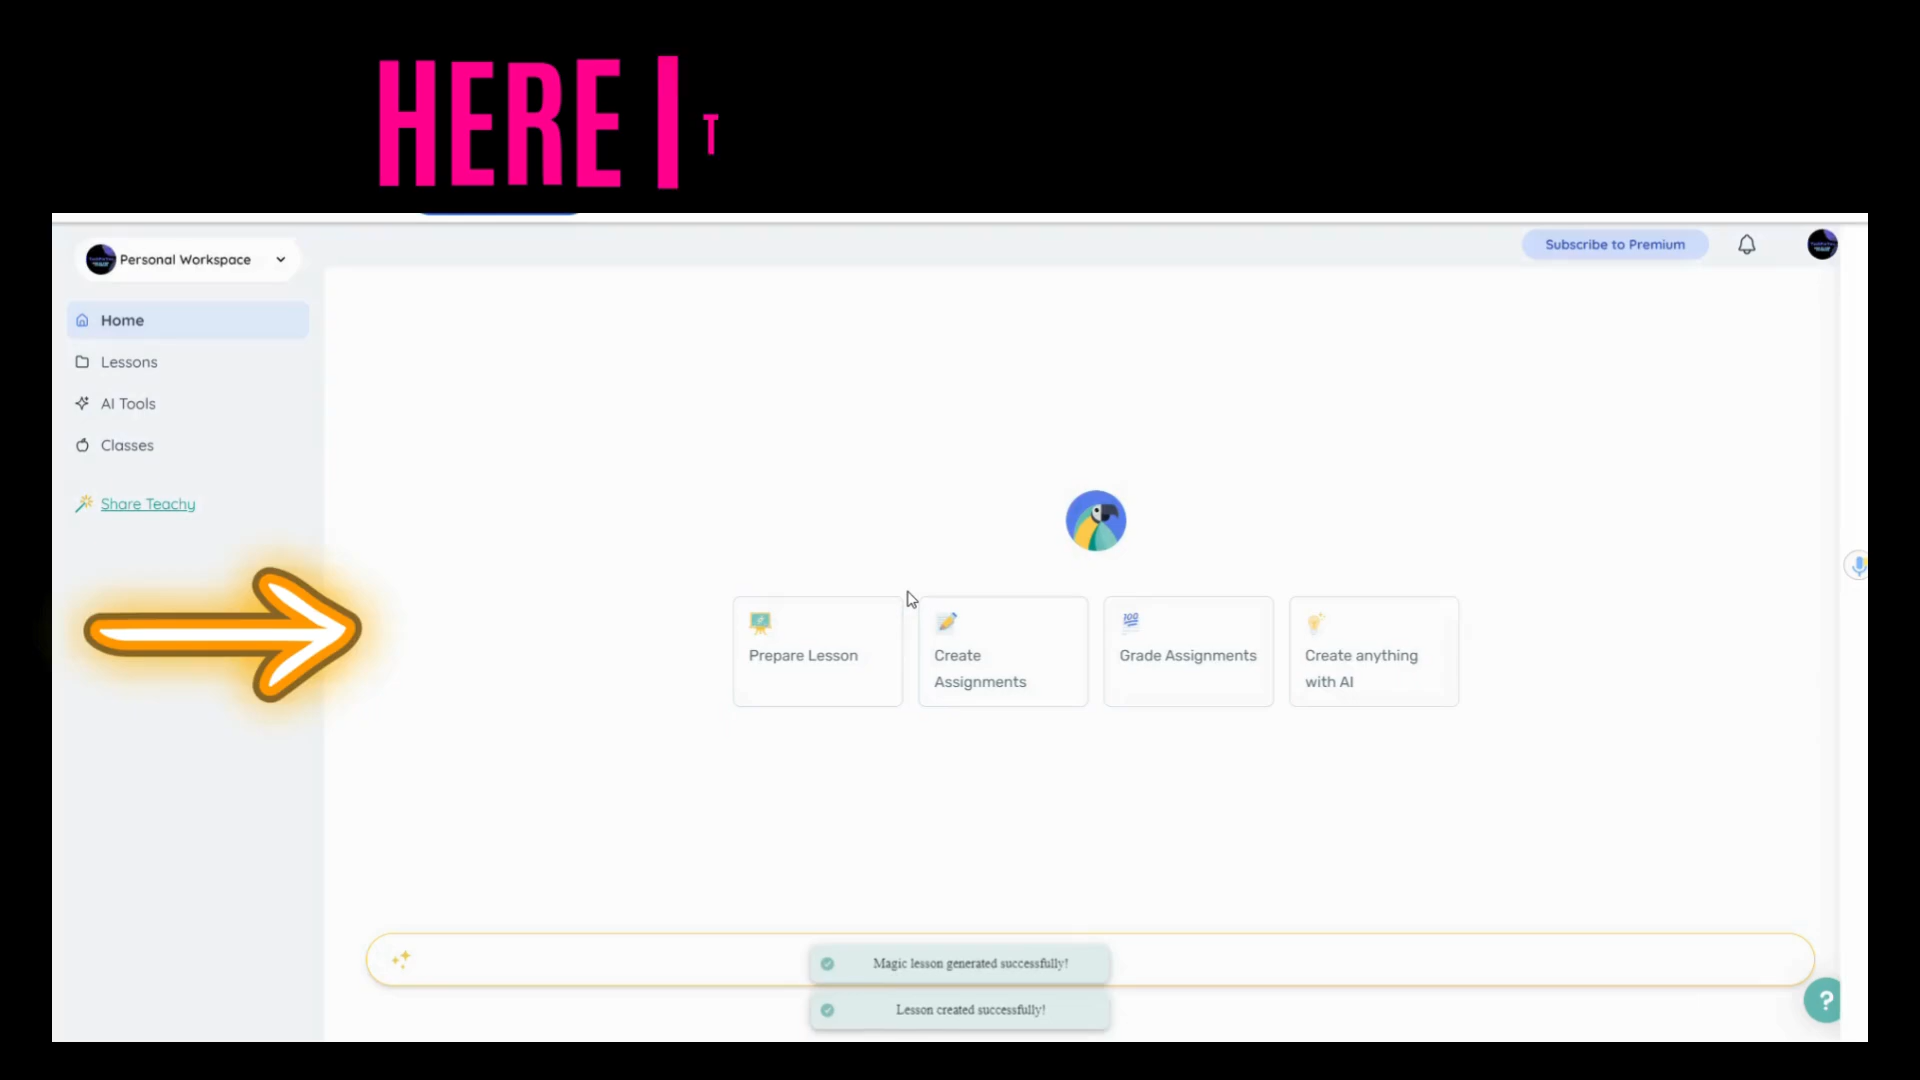 HERE I T
Personal Workspace
Subscribe to Premium
Home
Lessons
AI Tools
Classes
Share Teachy
Prepare Lesson
Create
Assignments
100
Grade Assignments
Create anything
with AI
Magic lesson generated successfully!
Lesson created successfully!
?